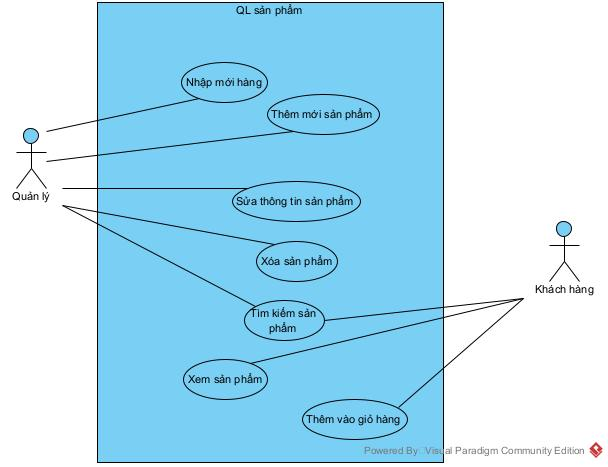 QL sản phẩm
Nhập mới hàng
Thêm mới sản phẩm
Quản lý
Sửa thông tin sản phẩm
Xóa sản phẩm
Khách hàng
Tìm kiếm sản
phẩm
Xem sản phẩm
Thêm vào giỏ hàng
Powered By Visual Paradigm Community Edition